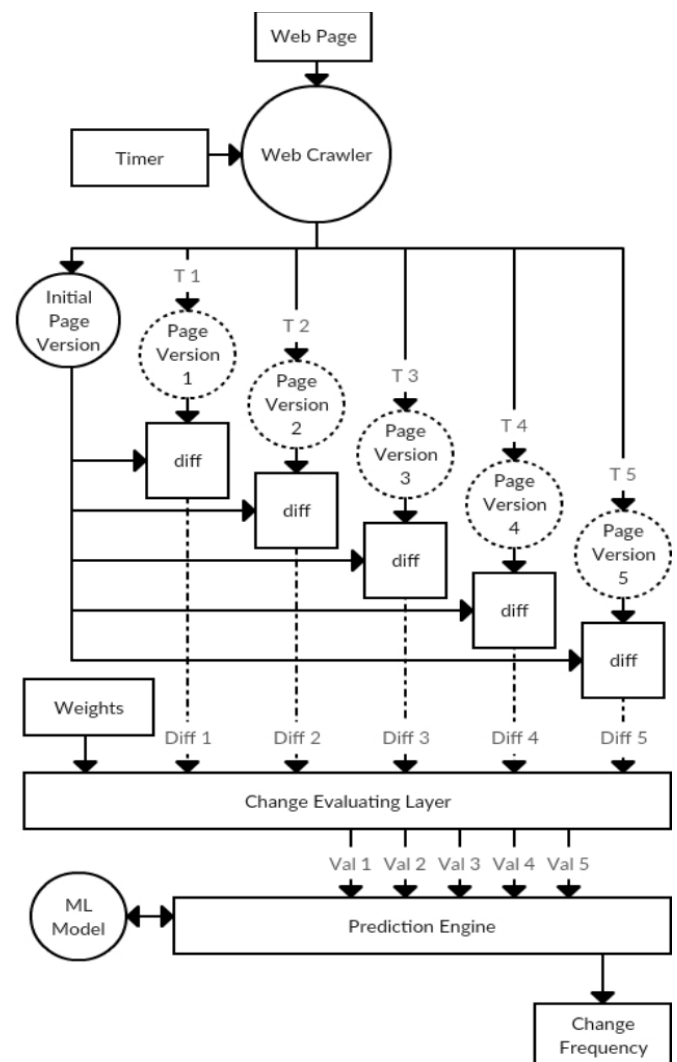 Web Page
Timer
Web Crawler
Initial
Page
Version
T 1
Page
Version
1
diff
T 2
Page
Version
2
diff
T 3
Page
Version
3
diff
T 4
Page
Version
4
diff
T 5
Page
Version
5
diff
Weights
Diff 1
Diff 2
Diff 3
Diff 4
Diff 5
Change Evaluating Layer
Val 1
Val 2
Val 3
Val 4
Val 5
ML
Model
Prediction Engine
Change
Frequency